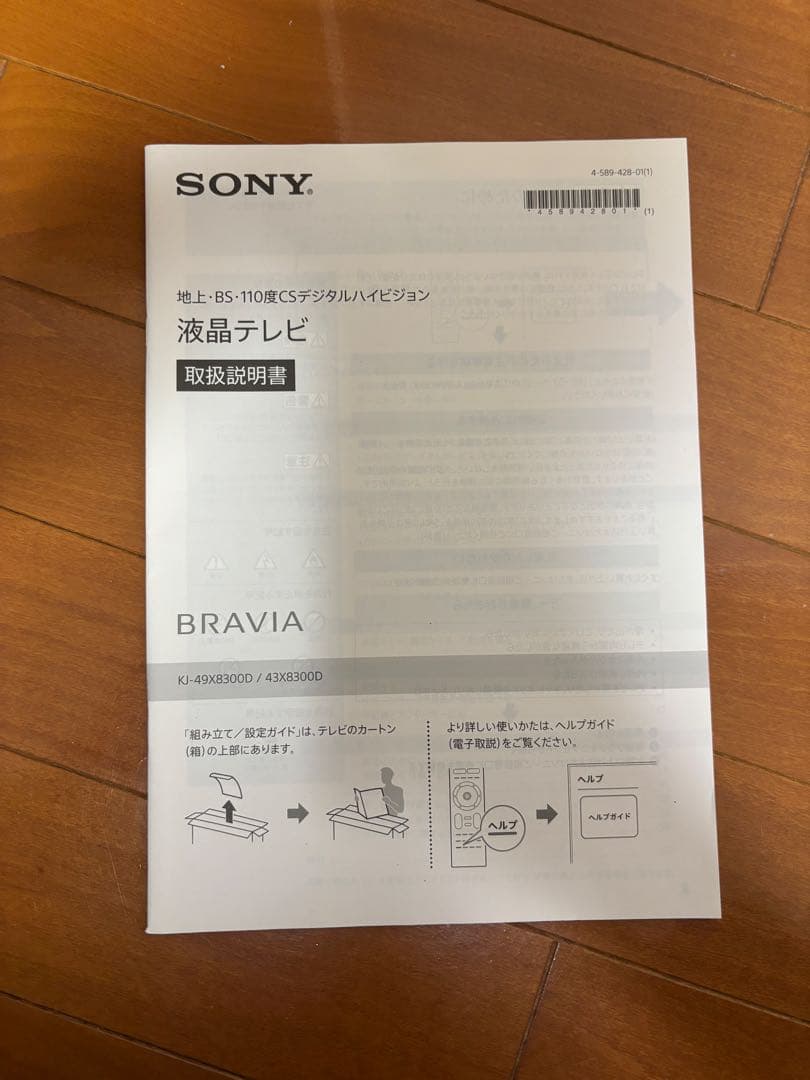 SONY®
4-589-428-01(1)
*458942801* (1)
地上・BS・110度CSデジタルハイビジョン
液晶テレビ
取扱説明書
BRAVIA
KJ-49X8300D / 43X8300D
「組み立て／設定ガイド」は、テレビのカートン
(箱)の上部にあります。
より詳しい使いかたは、ヘルプガイド
(電子取説)をご覧ください。
ヘルプ
ヘルプ
ヘルプガイド